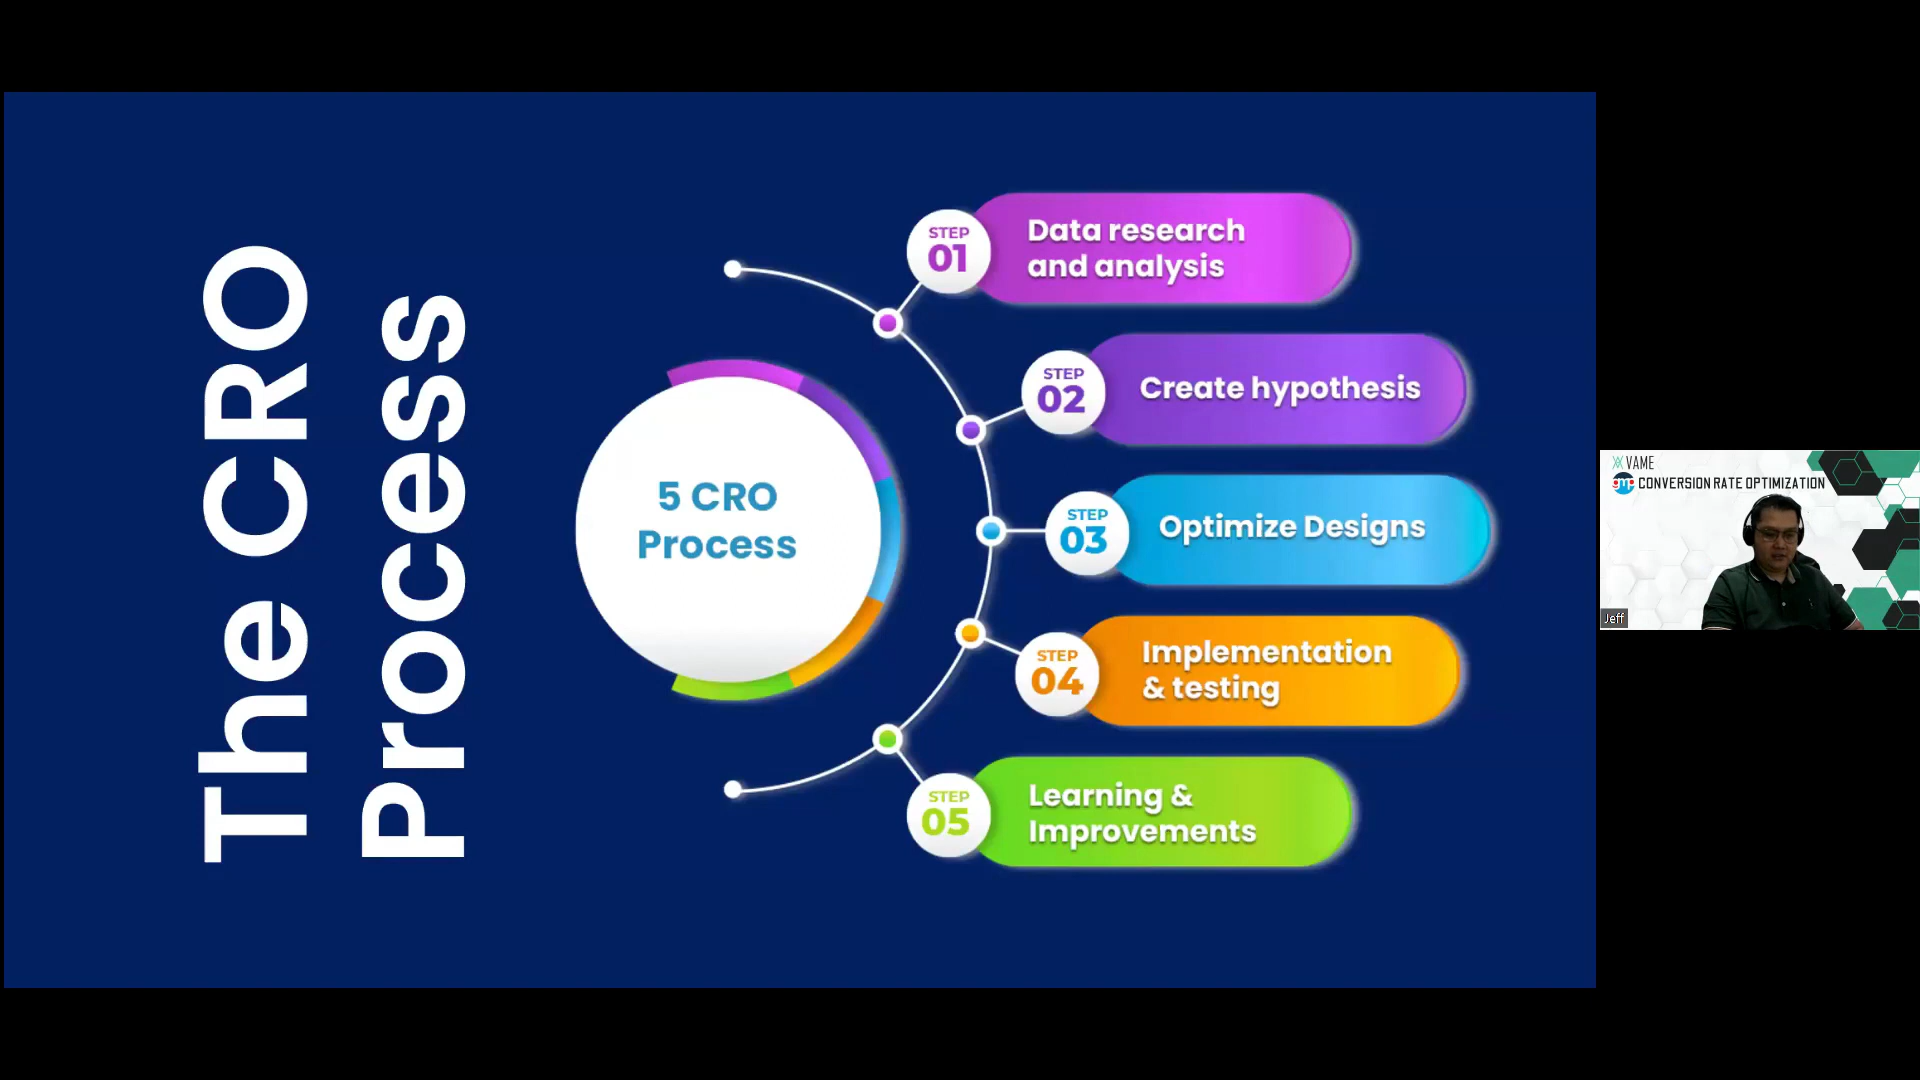 The CRO
Process
5 CRO
Process
STEP
01
Data research
and analysis
STEP
02
Create hypothesis
STEP
03
Optimize Designs
STEP
04
Implementation
& testing
STEP
05
Learning &
Improvements
VAME
gmp CONVERSION RATE OPTIMIZATION
Jeff